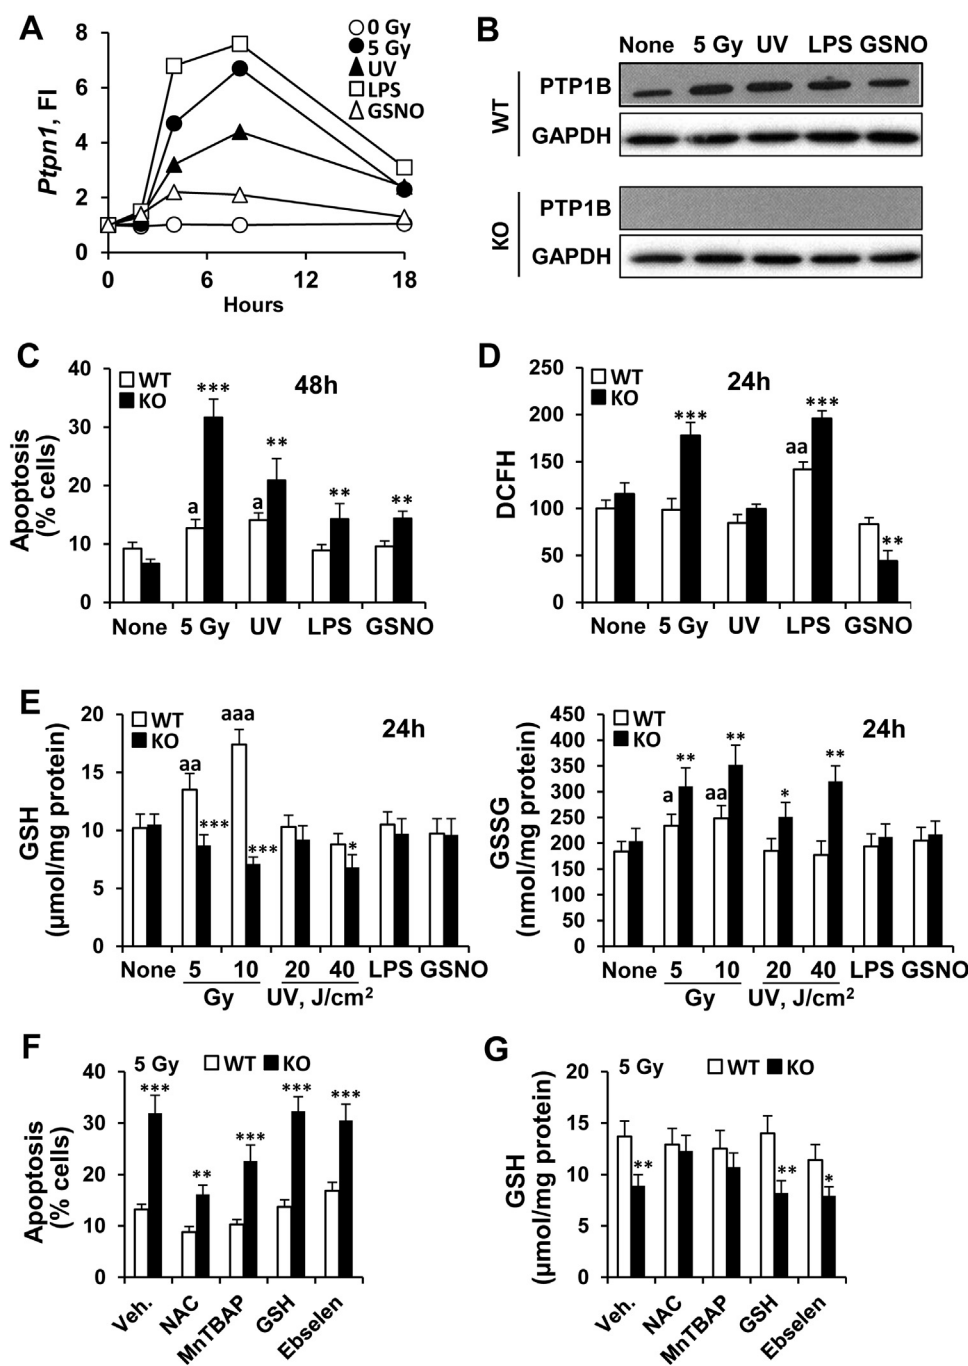 A
8
6
4
2
0
Ptpn1, FI
0 Gy
5 Gy
UV
LPS
GSNO
0 6 12 18
Hours
B
None 5 Gy UV LPS GSNO
WT
PTP1B
GAPDH
KO
PTP1B
GAPDH
C
WT
KO
48h
Apoptosis
(% cells)
40
30
20
10
0
a *** a ** ** **
None 5 Gy UV LPS GSNO
D
WT
KO
24h
DCFH
250
200
150
100
50
0
*** aa *** **
None 5 Gy UV LPS GSNO
E
WT
KO
24h
GSH
(μmol/mg protein)
20
15
10
5
0
aa *** aaa *** *
None 5 10 20 40 LPS GSNO
Gy UV, J/cm²
WT
KO
24h
GSSG
(nmol/mg protein)
450
400
350
300
250
200
150
100
50
0
a ** aa ** * **
None 5 10 20 40 LPS GSNO
Gy UV, J/cm²
F
5 Gy WT KO
Apoptosis
(% cells)
40
30
20
10
0
*** ** *** *** ***
Veh. NAC MnTBAP GSH Ebselen
G
5 Gy WT KO
GSH
(μmol/mg protein)
20
15
10
5
0
** ** *
Veh. NAC MnTBAP GSH Ebselen